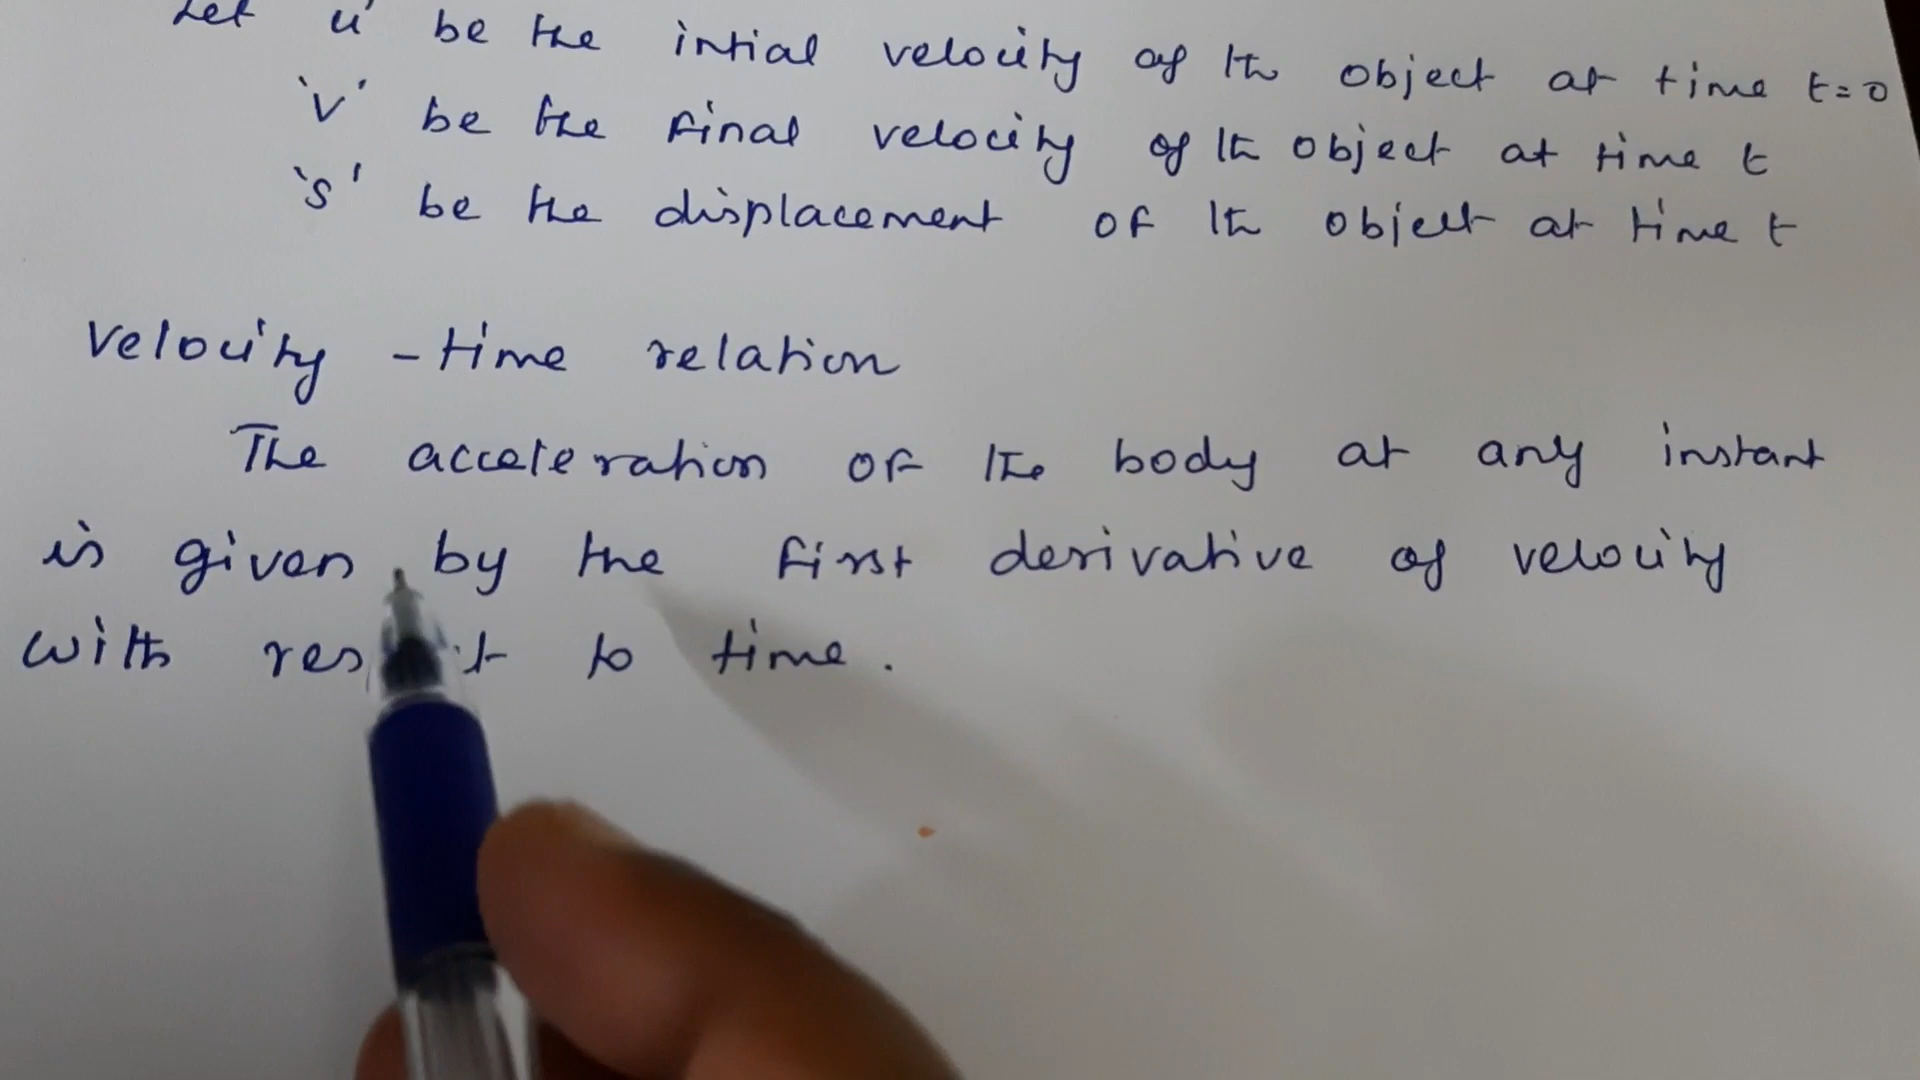 Let 'u' be the intial velocity of the object at time t=0
'v' be the final velocity of the object at time t
's' be the displacement of the object at time t
Velocity - time relation
The acceleration of the body at any instant
is given by the first derivative of velocity
with to time.